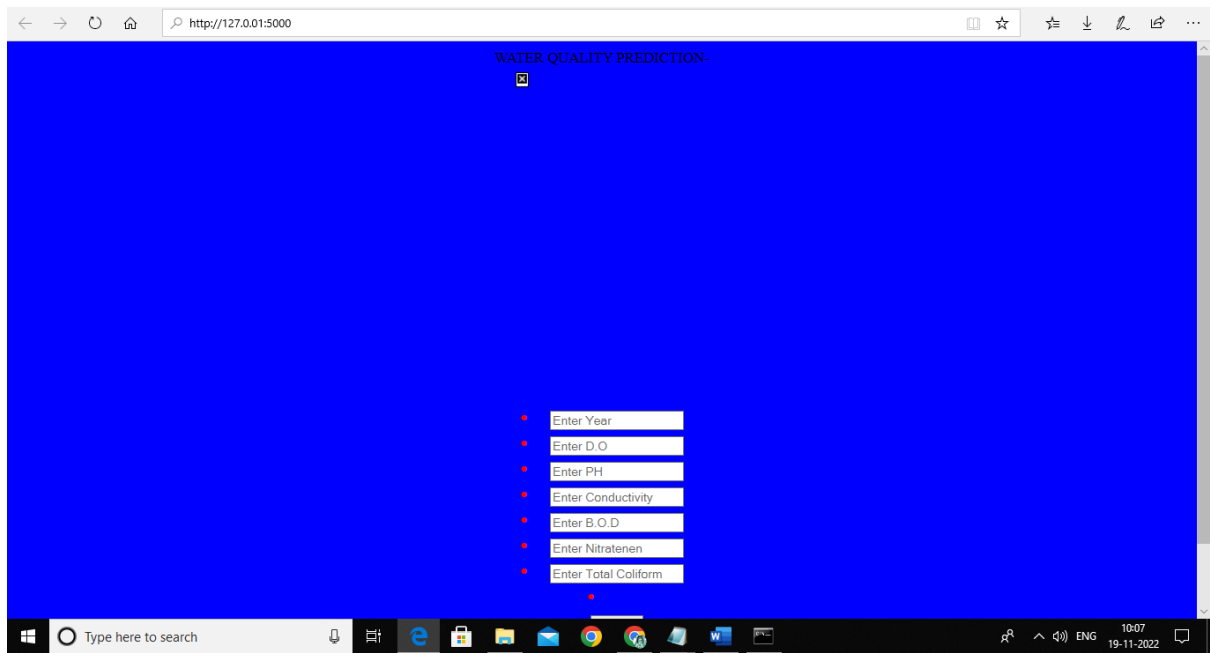 http://127.0.01:5000
WATER QUALITY PREDICTION
Enter Year
Enter D.O
Enter PH
Enter Conductivity
Enter B.O.D
Enter Nitratenen
Enter Total Coliform
Type here to search
ENG
10:07
19-11-2022